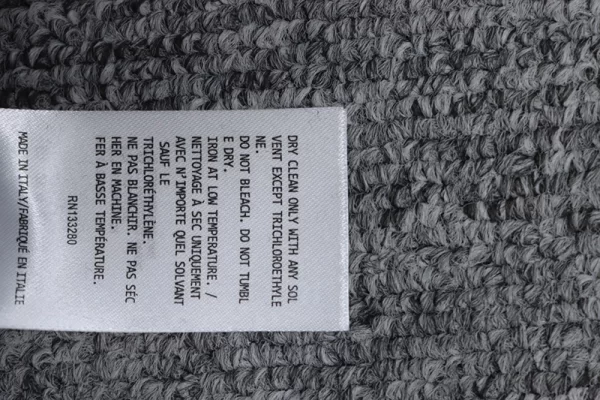 DRY CLEAN ONLY WITH ANY SOL
VENT EXCEPT TRICHLOROETHYLE
NE.
DO NOT BLEACH. DO NOT TUMBL
E DRY.
IRON AT LOW TEMPERATURE. /
NETTOYAGE À SEC UNIQUEMENT
AVEC N'IMPORTE QUEL SOLVANT
SAUF LE
TRICHLORETHYLÈNE.
NE PAS BLANCHIR. NE PAS SÉC
HER EN MACHINE.
FER À BASSE TEMPÉRATURE.
RN133280
MADE IN ITALY/FABRIQUÉ EN ITALIE